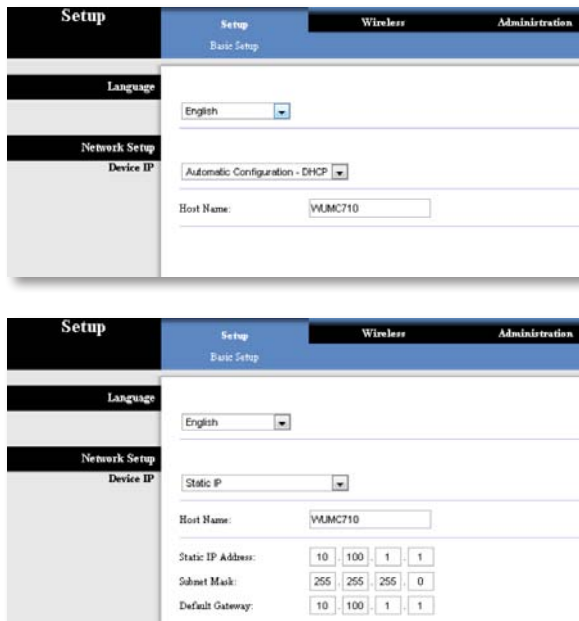 Setup
Setup Wireless Administration
Basic Setup
Language
English
Network Setup
Device IP
Automatic Configuration - DHCP
Host Name: WUMC710
Setup
Setup Wireless Administration
Basic Setup
Language
English
Network Setup
Device IP
Static IP
Host Name: WUMC710
Static IP Address: 10 . 100 . 1 . 1
Subnet Mask: 255 . 255 . 255 . 0
Default Gateway: 10 . 100 . 1 . 1